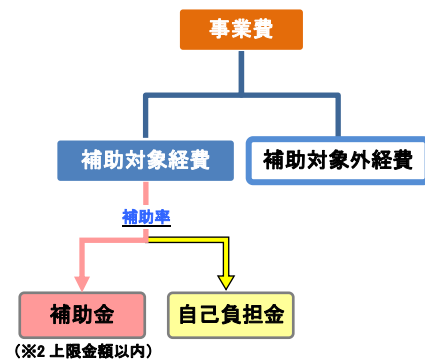 事業費
補助対象経費
補助対象外経費
補助率
補助金
自己負担金
(※2 上限金額以内)